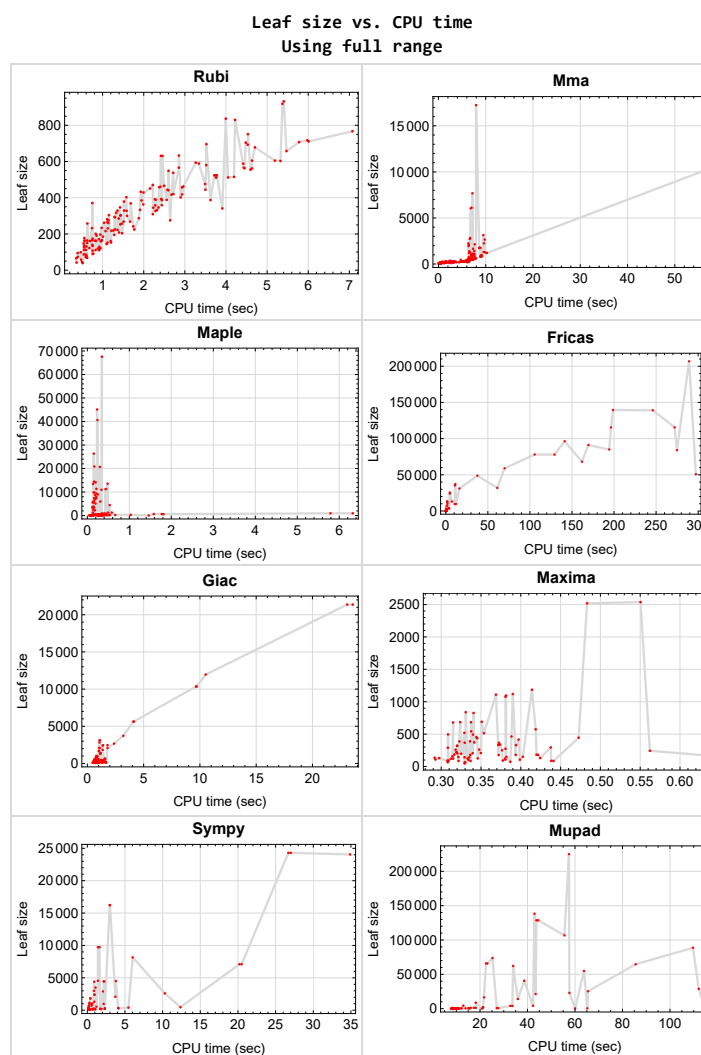 Leaf size vs. CPU time
Using full range
Rubi
Leaf size
800
600
400
200
0
1 2 3 4 5 6 7
CPU time (sec)
Mma
Leaf size
15 000
10 000
5000
0
0 10 20 30 40 50
CPU time (sec)
Maple
Leaf size
70 000
60 000
50 000
40 000
30 000
20 000
10 000
0
0 1 2 3 4 5 6
CPU time (sec)
Fricas
Leaf size
200 000
150 000
100 000
50 000
0
0 50 100 150 200 250 300
CPU time (sec)
Giac
Leaf size
20 000
15 000
10 000
5000
0
0 5 10 15 20
CPU time (sec)
Maxima
Leaf size
2500
2000
1500
1000
500
0
0.30 0.35 0.40 0.45 0.50 0.55 0.60
CPU time (sec)
Sympy
Leaf size
25 000
20 000
15 000
10 000
5000
0
0 5 10 15 20 25 30 35
CPU time (sec)
Mupad
Leaf size
200 000
150 000
100 000
50 000
0
20 40 60 80 100
CPU time (sec)